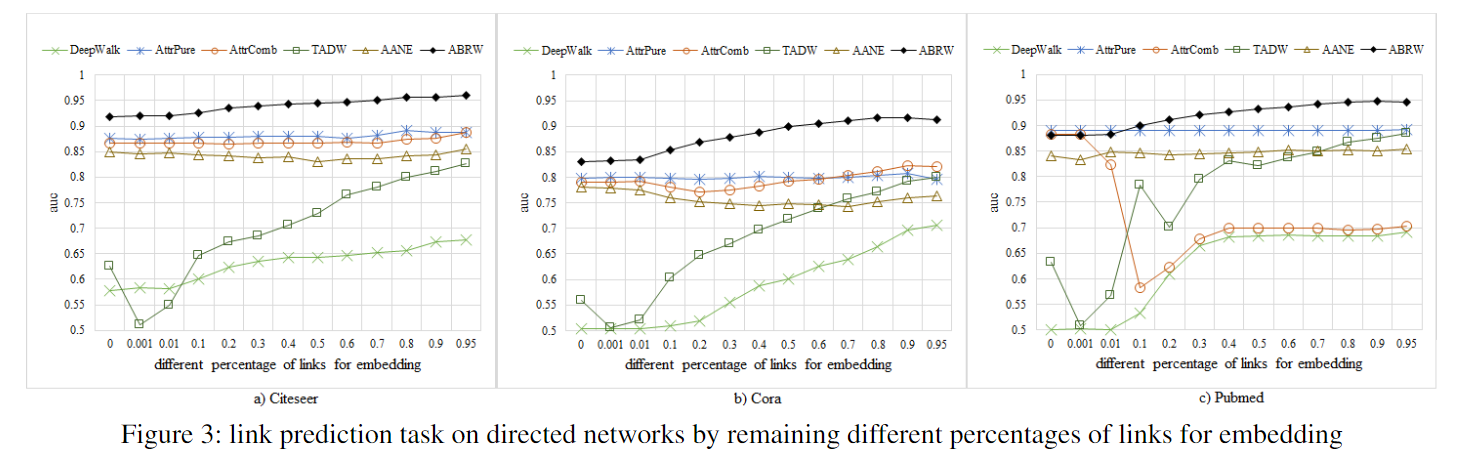 DeepWalk AttrPure AttrComb TADW AANE ABRW
1
0.95
0.9
0.85
0.8
0.75
0.7
0.65
0.6
0.55
0.5
auc
0 0.001 0.01 0.1 0.2 0.3 0.4 0.5 0.6 0.7 0.8 0.9 0.95
different percentage of links for embedding
a) Citeseer
DeepWalk AttrPure AttrComb TADW AANE ABRW
1
0.95
0.9
0.85
0.8
0.75
0.7
0.65
0.6
0.55
0.5
auc
0 0.001 0.01 0.1 0.2 0.3 0.4 0.5 0.6 0.7 0.8 0.9 0.95
different percentage of links for embedding
b) Cora
DeepWalk AttrPure AttrComb TADW AANE ABRW
1
0.95
0.9
0.85
0.8
0.75
0.7
0.65
0.6
0.55
0.5
auc
0 0.001 0.01 0.1 0.2 0.3 0.4 0.5 0.6 0.7 0.8 0.9 0.95
different percentage of links for embedding
c) Pubmed
Figure 3: link prediction task on directed networks by remaining different percentages of links for embedding